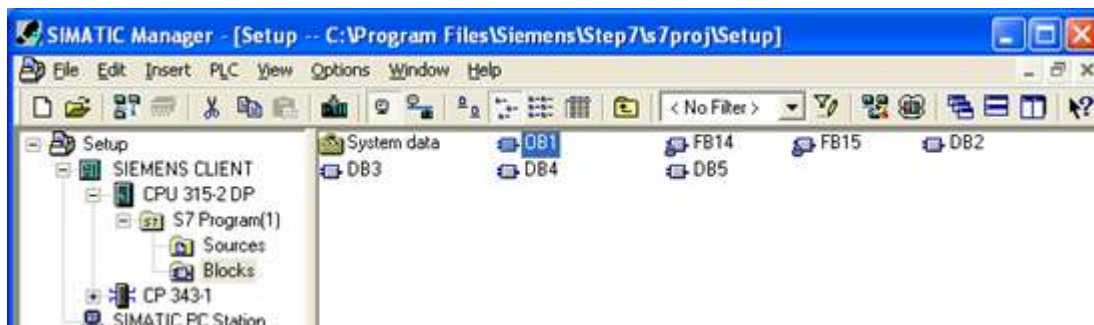 SIMATIC Manager - [Setup -- C:\Program Files\Siemens\Step7\s7proj\Setup]
File Edit Insert PLC View Options Window Help
< No Filter >
Setup
SIEMENS CLIENT
CPU 315-2 DP
S7 Program(1)
Sources
Blocks
CP 343-1
SIMATIC PC Station
System data OB1 FB14 FB15 DB2
DB3 DB4 DB5